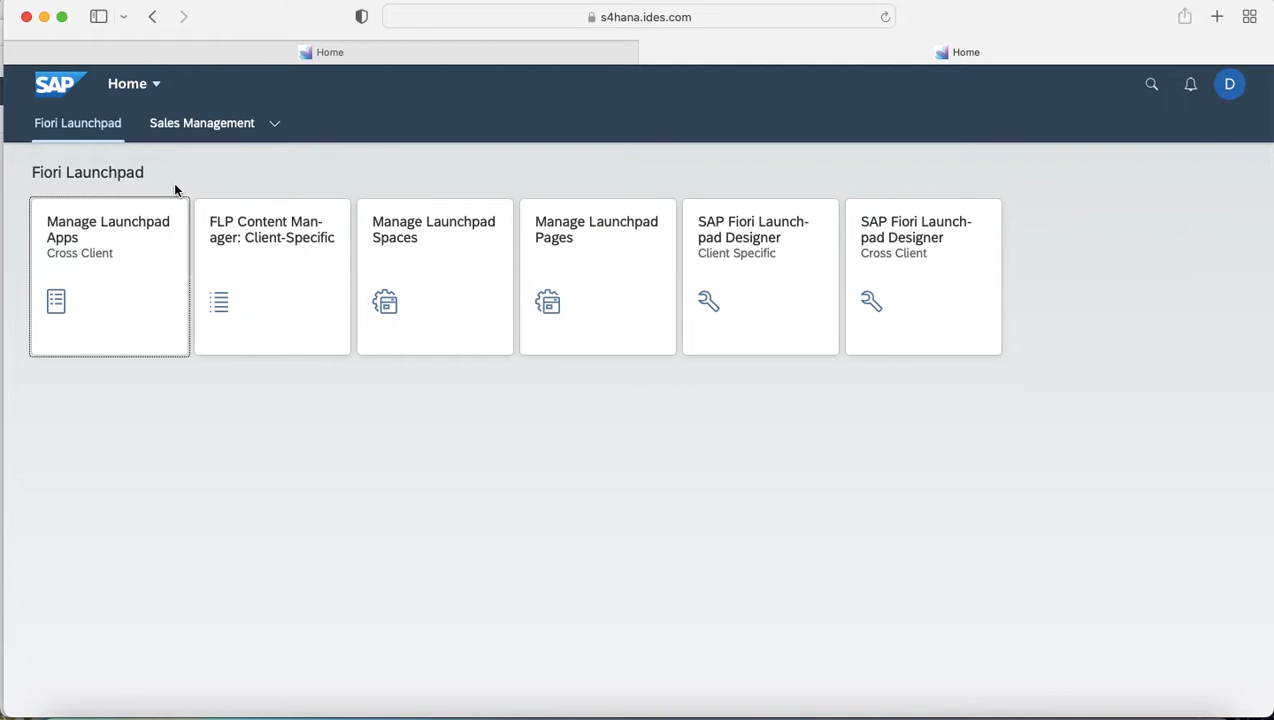 s4hana.ides.com
Home
Home
SAP
Home
D
Fiori Launchpad
Sales Management
Fiori Launchpad
Manage Launchpad
Apps
Cross Client
FLP Content Man-
ager: Client-Specific
Manage Launchpad
Spaces
Manage Launchpad
Pages
SAP Fiori Launch-
pad Designer
Client Specific
SAP Fiori Launch-
pad Designer
Cross Client